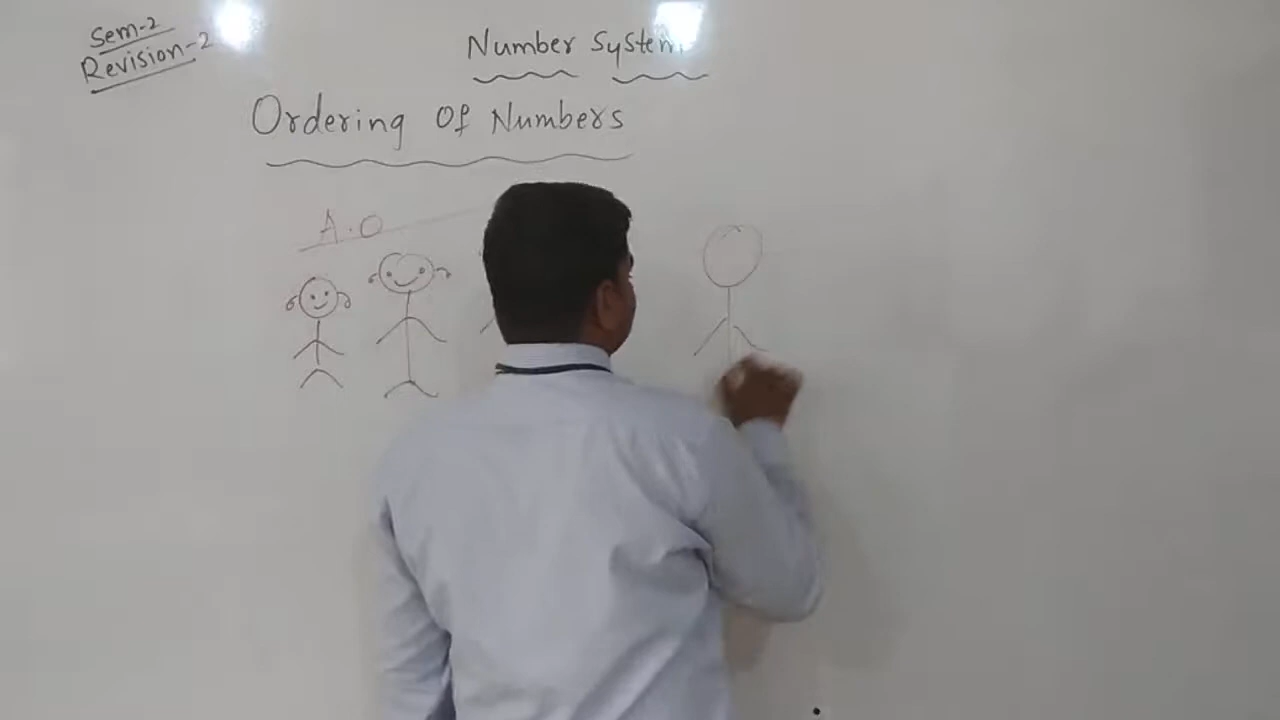 Sem-2
Revision-2
Number System
Ordering Of Numbers
A.O